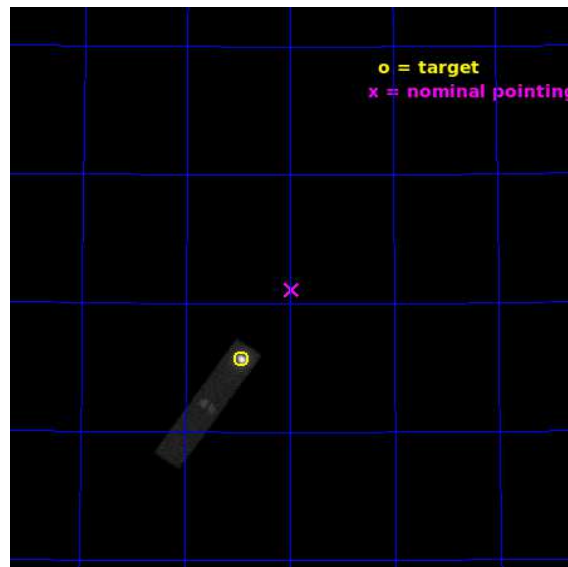 o = target
x = nominal pointing